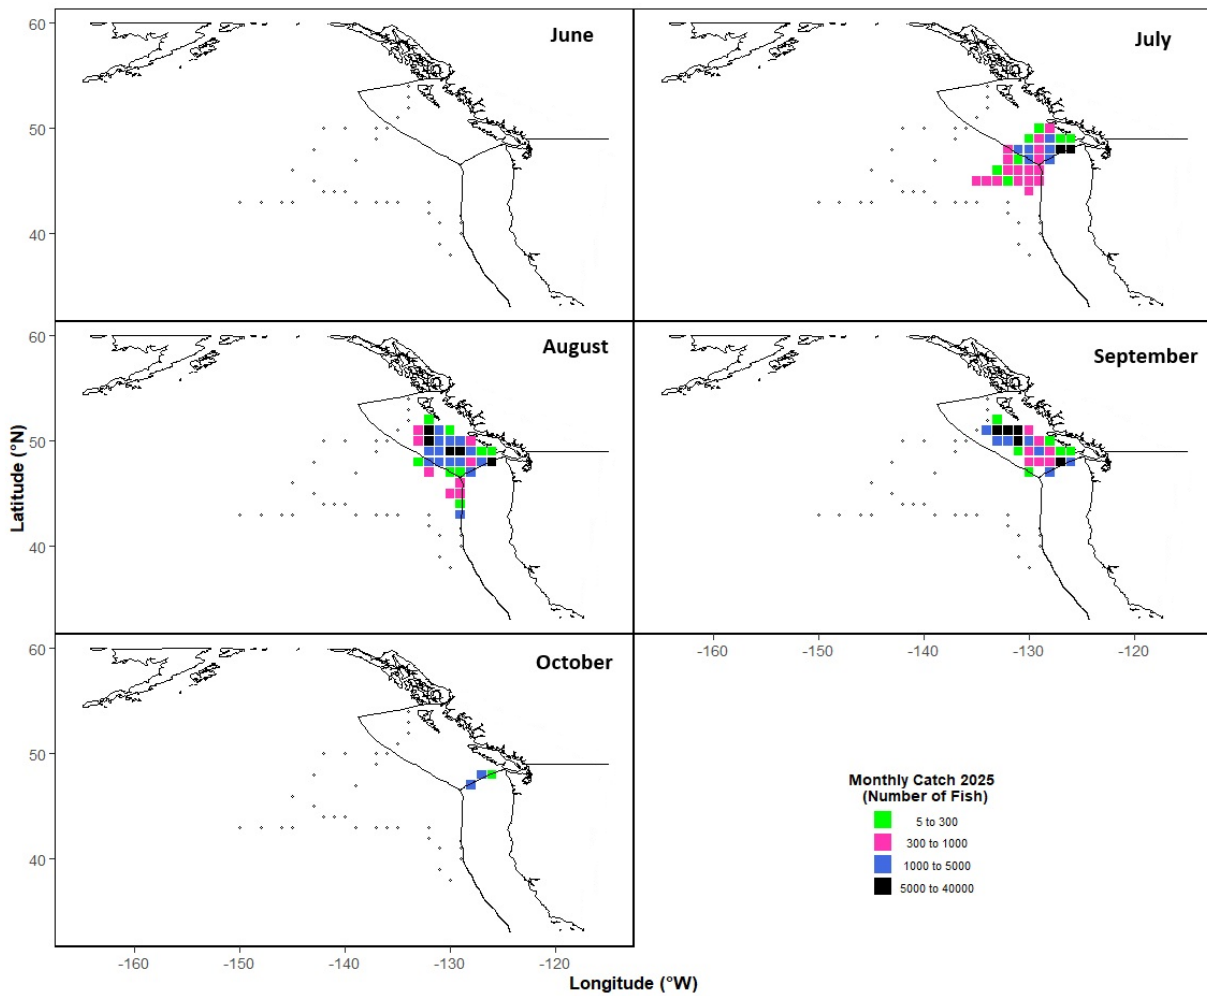 June
July
60
50
40
August
September
60
50
40
Latitude (°N)
October
60
50
40
-160
-150
-140
-130
-120
Monthly Catch 2025
(Number of Fish)
5 to 300
300 to 1000
1000 to 5000
5000 to 40000
-160
-150
-140
-130
-120
Longitude (°W)